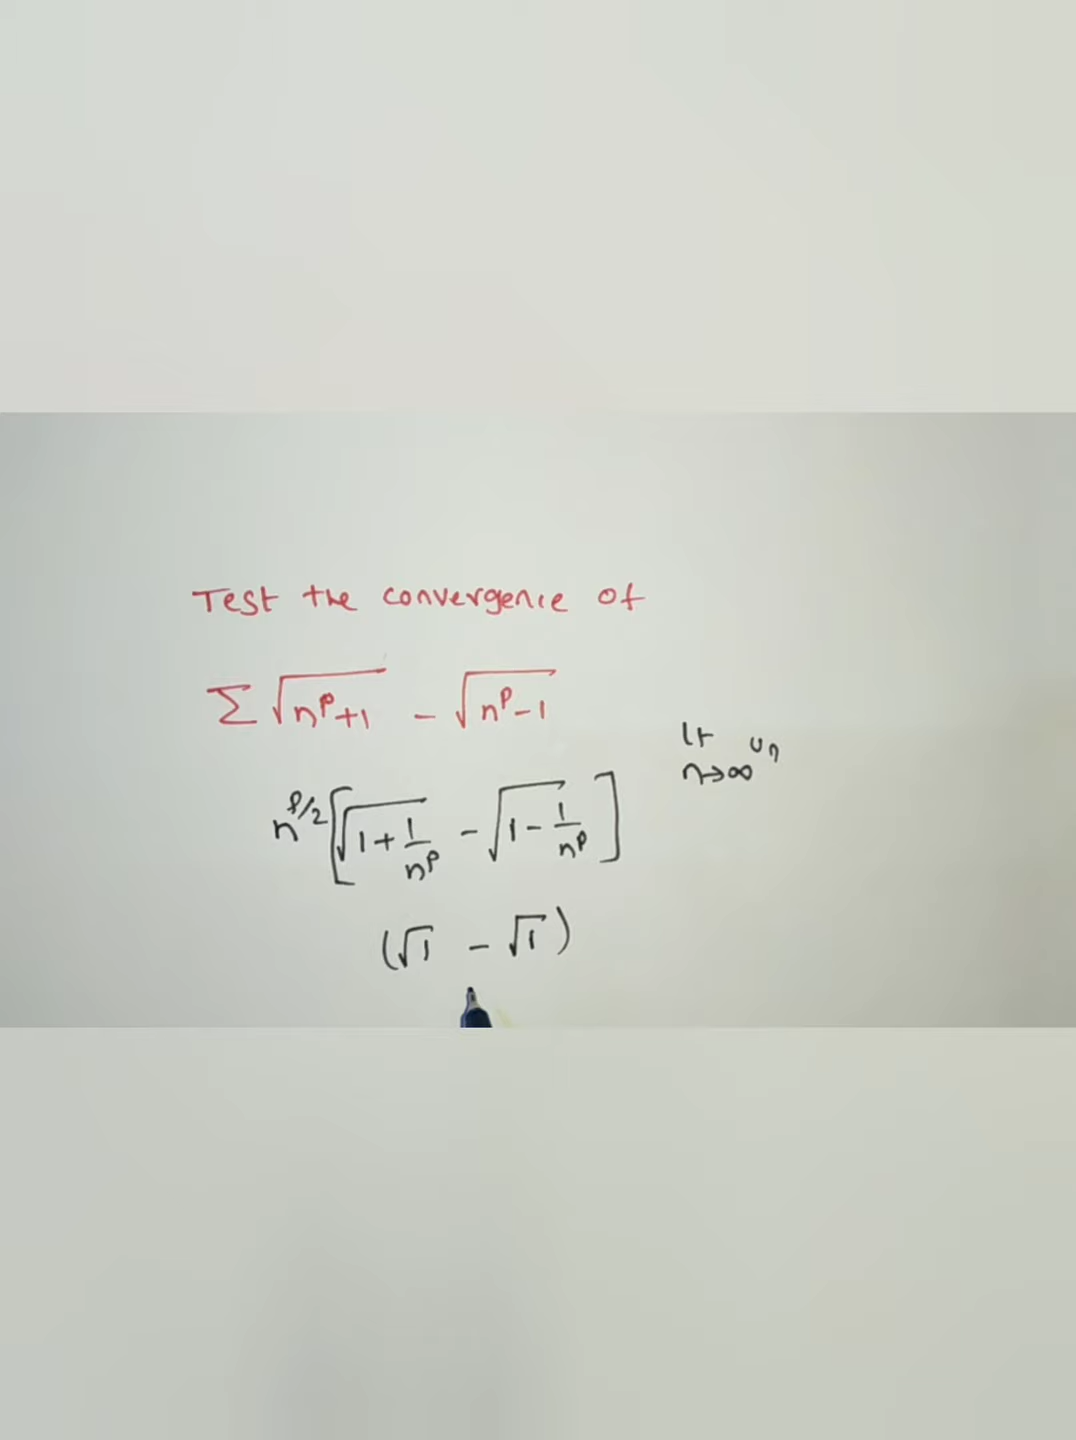 Test the convergence of
∑ √(n^p+1) - √(n^p-1)
lt n→∞ u_n
n^(p/2) [√(1+1/n^p) - √(1-1/n^p)]
(√1 - √1)